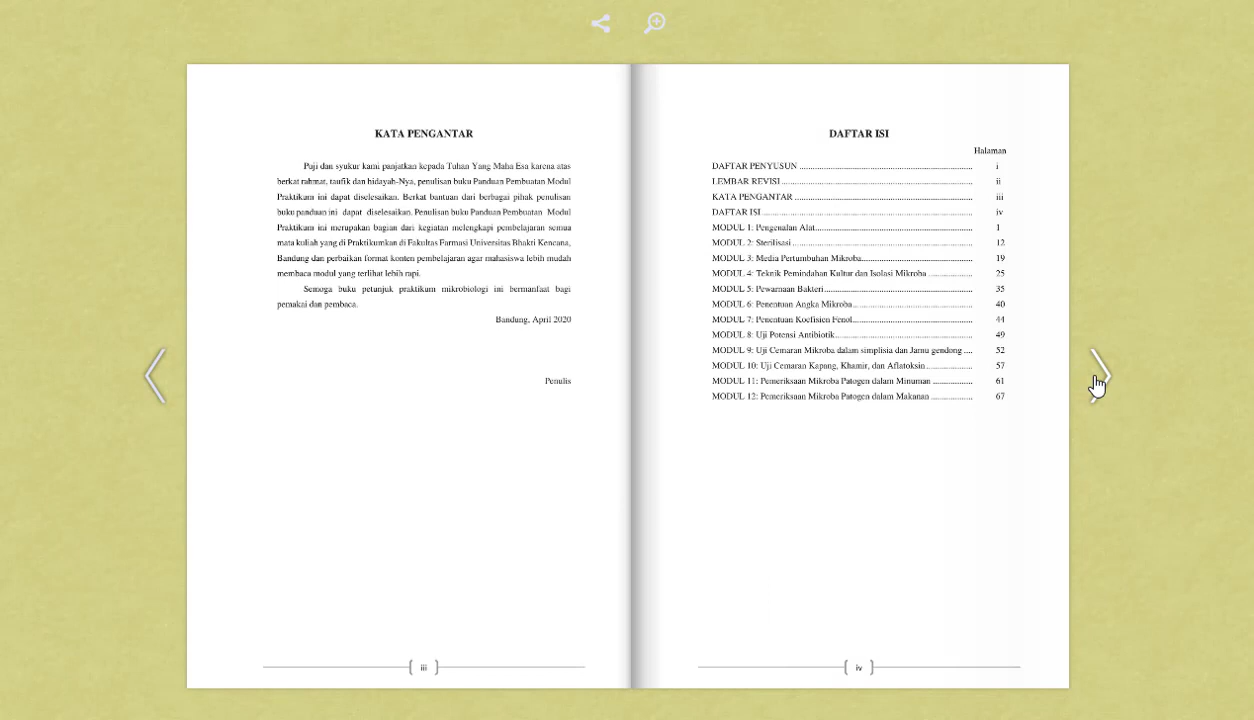 KATA PENGANTAR
Puji dan syukur kami panjatkan kepada Tuhan Yang Maha Esa karena atas
berkat rahmat, taufik dan hidayah-Nya, penulisan buku Panduan Pembuatan Modul
Praktikum ini dapat diselesaikan. Berkat bantuan dari berbagai pihak penulisan
buku panduan ini dapat diselesaikan. Penulisan buku Panduan Pembuatan Modul
Praktikum ini merupakan bagian dari kegiatan melengkapi pembelajaran semua
mata kuliah yang di Praktikumkan di Fakultas Farmasi Universitas Bhakti Kencana,
Bandung dan perbaikan format konten pembelajaran agar mahasiswa lebih mudah
membaca modul yang terlihat lebih rapi.
Semoga buku petunjuk praktikum mikrobiologi ini bermanfaat bagi
pemakai dan pembaca.
Bandung, April 2020
Penulis
iii
DAFTAR ISI
Halaman
DAFTAR PENYUSUN ..... i
LEMBAR REVISI ..... ii
KATA PENGANTAR ..... iii
DAFTAR ISI ..... iv
MODUL 1: Pengenalan Alat..... 1
MODUL 2: Sterilisasi ..... 12
MODUL 3: Media Pertumbuhan Mikroba..... 19
MODUL 4: Teknik Pemindahan Kultur dan Isolasi Mikroba ..... 25
MODUL 5: Pewarnaan Bakteri..... 35
MODUL 6: Penentuan Angka Mikroba..... 40
MODUL 7: Penentuan Koefisien Fenol..... 44
MODUL 8: Uji Potensi Antibiotik..... 49
MODUL 9: Uji Cemaran Mikroba dalam simplisia dan Jamu gendong .... 52
MODUL 10: Uji Cemaran Kapang, Khamir, dan Aflatoksin..... 57
MODUL 11: Pemeriksaan Mikroba Patogen dalam Minuman ..... 61
MODUL 12: Pemeriksaan Mikroba Patogen dalam Makanan ..... 67
iv